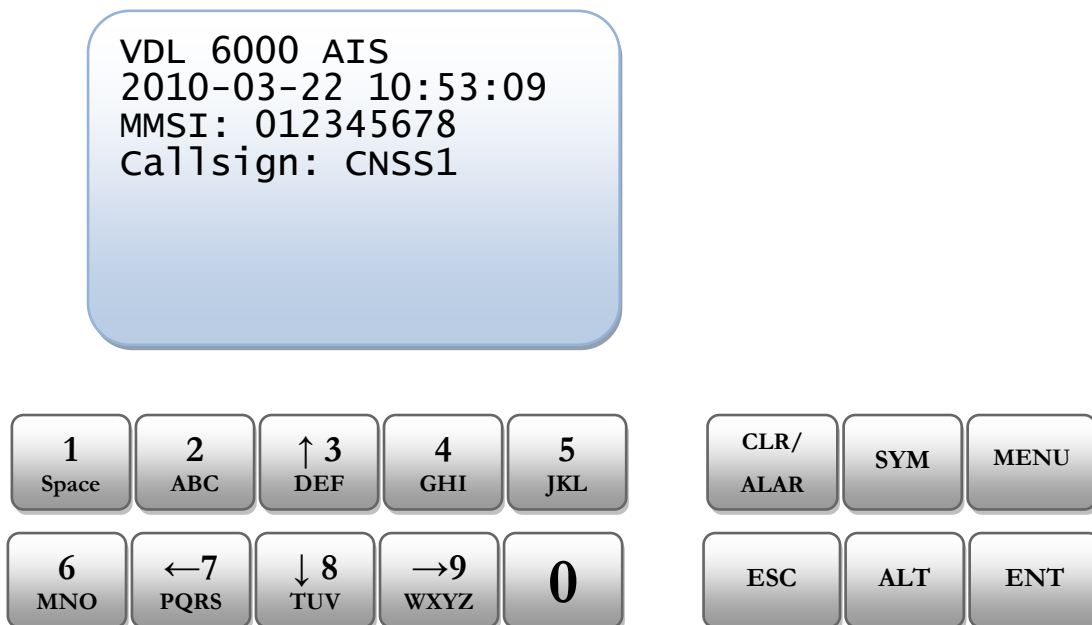 VDL 6000 AIS
2010-03-22 10:53:09
MMSI: 012345678
Callsign: CNSS1
1 2 ↑ 3 4 5
Space ABC DEF GHI JKL
CLR/ SYM MENU
ALAR
6 ←7 ↓ 8 →9 0
MNO PQRS TUV WXYZ
ESC ALT ENT